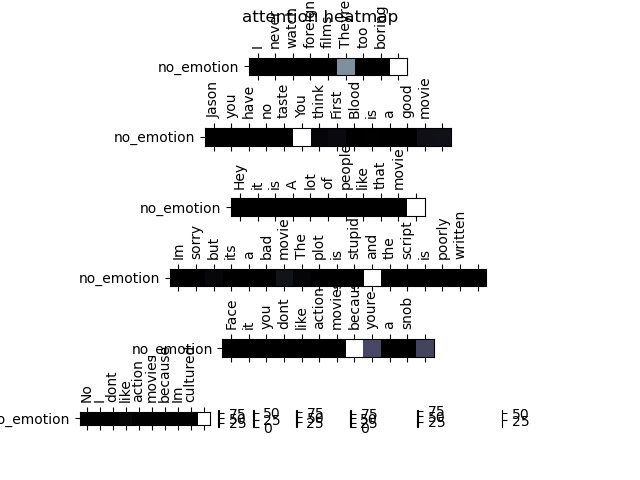 attention heatmap
I never watch foreign films Theyre too boring
no_emotion
Jason you have no taste You think First Blood is a good movie
no_emotion
Hey it is A lot of people like that movie
no_emotion
Im sorry but its a bad movie The plot is stupid and the script is poorly written
no_emotion
Face it you dont like action movies because youre a snob
no_emotion
No I dont like action movies because Im cultured
o_emotion
75 50 75 75 75 50
50 25 50 50 50 25
25 0 25 25 25
0